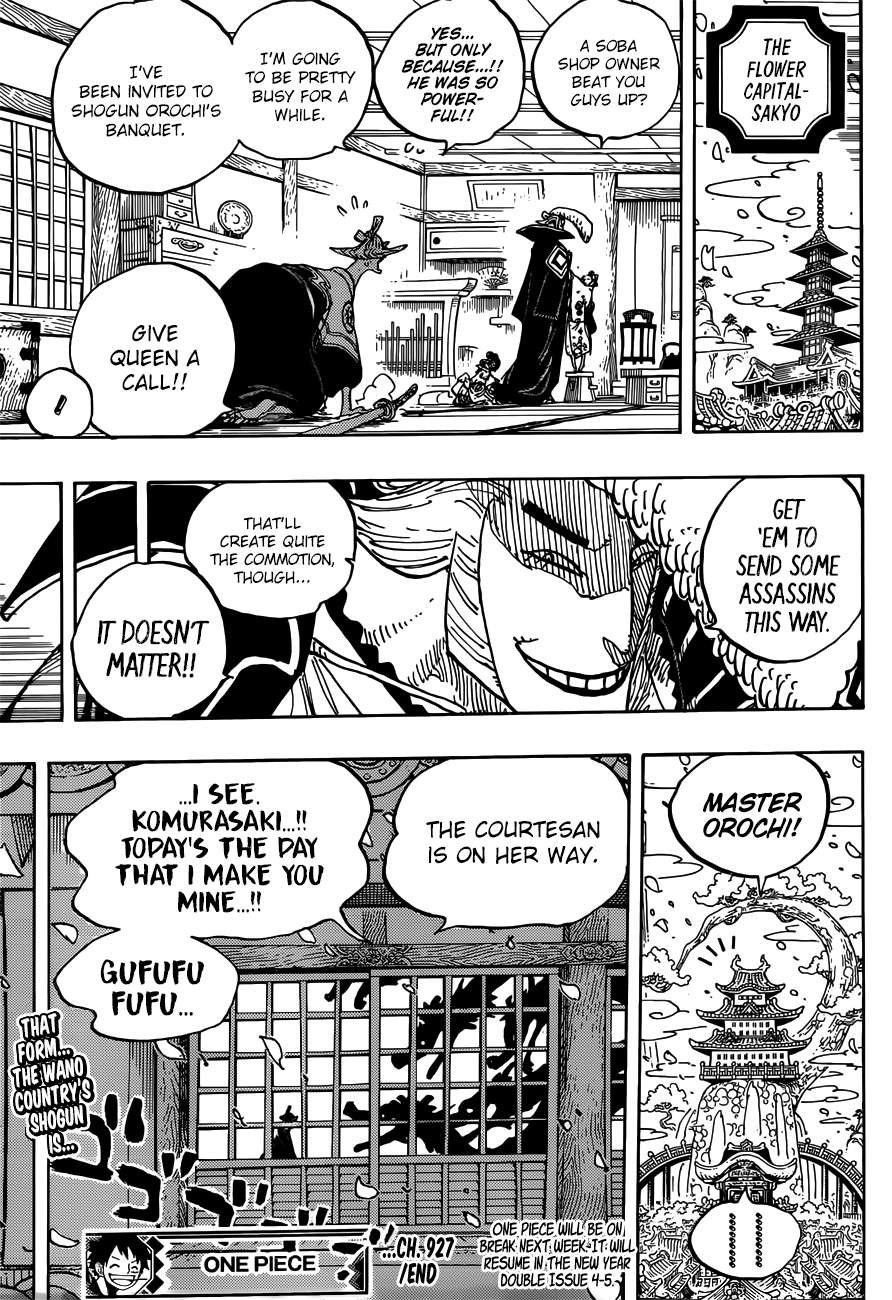 THE
FLOWER
CAPITAL-
SAKYO
A SOBA
SHOP OWNER
BEAT YOU
GUYS UP?
YES...
BUT ONLY
BECAUSE...!!
HE WAS SO
POWER-
FUL!!
I'M GOING
TO BE PRETTY
BUSY FOR A
WHILE.
I'VE
BEEN INVITED TO
SHOGUN OROCHI'S
BANQUET.
GIVE
QUEEN A
CALL!!
!
GET
'EM TO
SEND SOME
ASSASSINS
THIS WAY.
THAT'LL
CREATE QUITE
THE COMMOTION,
THOUGH...
IT DOESN'T
MATTER!!
MASTER
OROCHI!
THE COURTESAN
IS ON HER WAY.
...I SEE.
KOMURASAKI...!!
TODAY'S THE DAY
THAT I MAKE YOU
MINE...!!
GUFUFU
FUFU...
THAT
FORM...
THE WANO
COUNTRY'S
SHOGUN
IS...
ゴゴゴゴ
ONE PIECE
...CH. 927
/END
ONE PIECE WILL BE ON
BREAK NEXT WEEK. IT WILL
RESUME IN THE NEW YEAR
DOUBLE ISSUE 4-5.